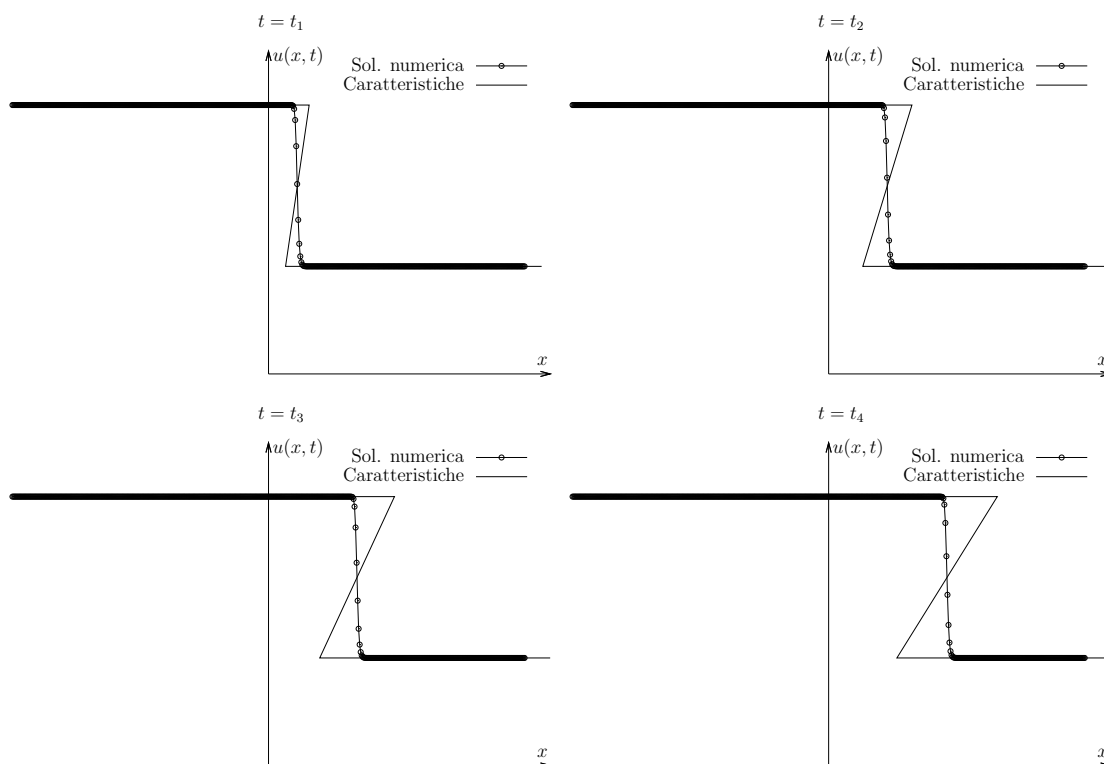 t = t₁
u(x, t)
Sol. numerica
Caratteristiche
x
t = t₂
u(x, t)
Sol. numerica
Caratteristiche
x
t = t₃
u(x, t)
Sol. numerica
Caratteristiche
x
t = t₄
u(x, t)
Sol. numerica
Caratteristiche
x